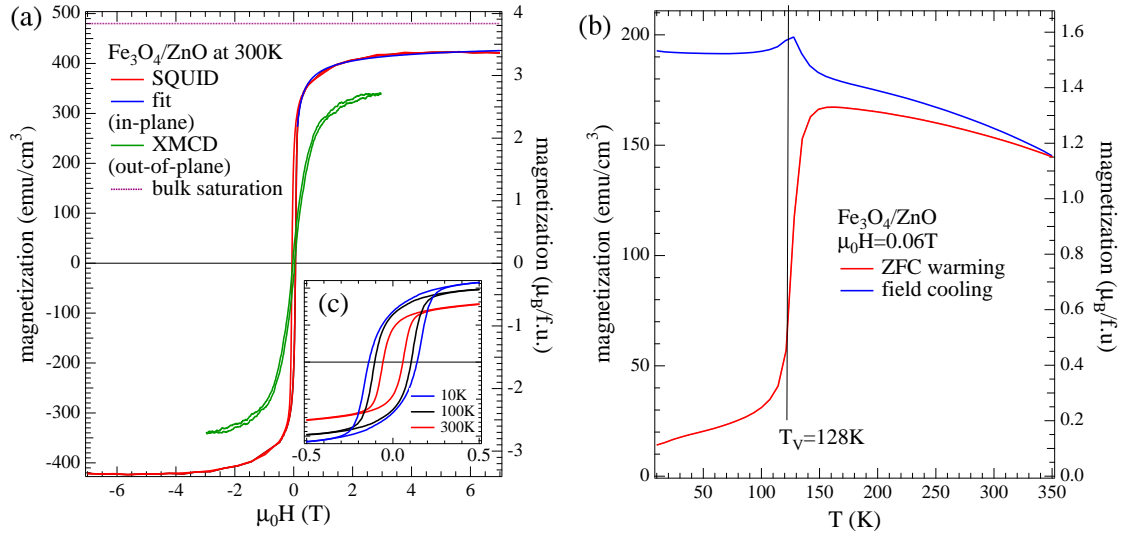 (a)
500
400
300
200
100
0
-100
-200
-300
-400
magnetization (emu/cm³)
Fe₃O₄/ZnO at 300K
SQUID
fit
(in-plane)
XMCD
(out-of-plane)
bulk saturation
4
3
2
1
0
-1
-2
-3
magnetization (μ_B/f.u.)
-6 -4 -2 0 2 4 6
μ₀H (T)
(c)
10K
100K
300K
-0.5 0.0 0.5
(b)
200
150
100
50
0
magnetization (emu/cm³)
Fe₃O₄/ZnO
μ₀H=0.06T
ZFC warming
field cooling
T_V=128K
1.6
1.4
1.2
1.0
0.8
0.6
0.4
0.2
0.0
magnetization (μ_B/f.u)
50 100 150 200 250 300 350
T (K)